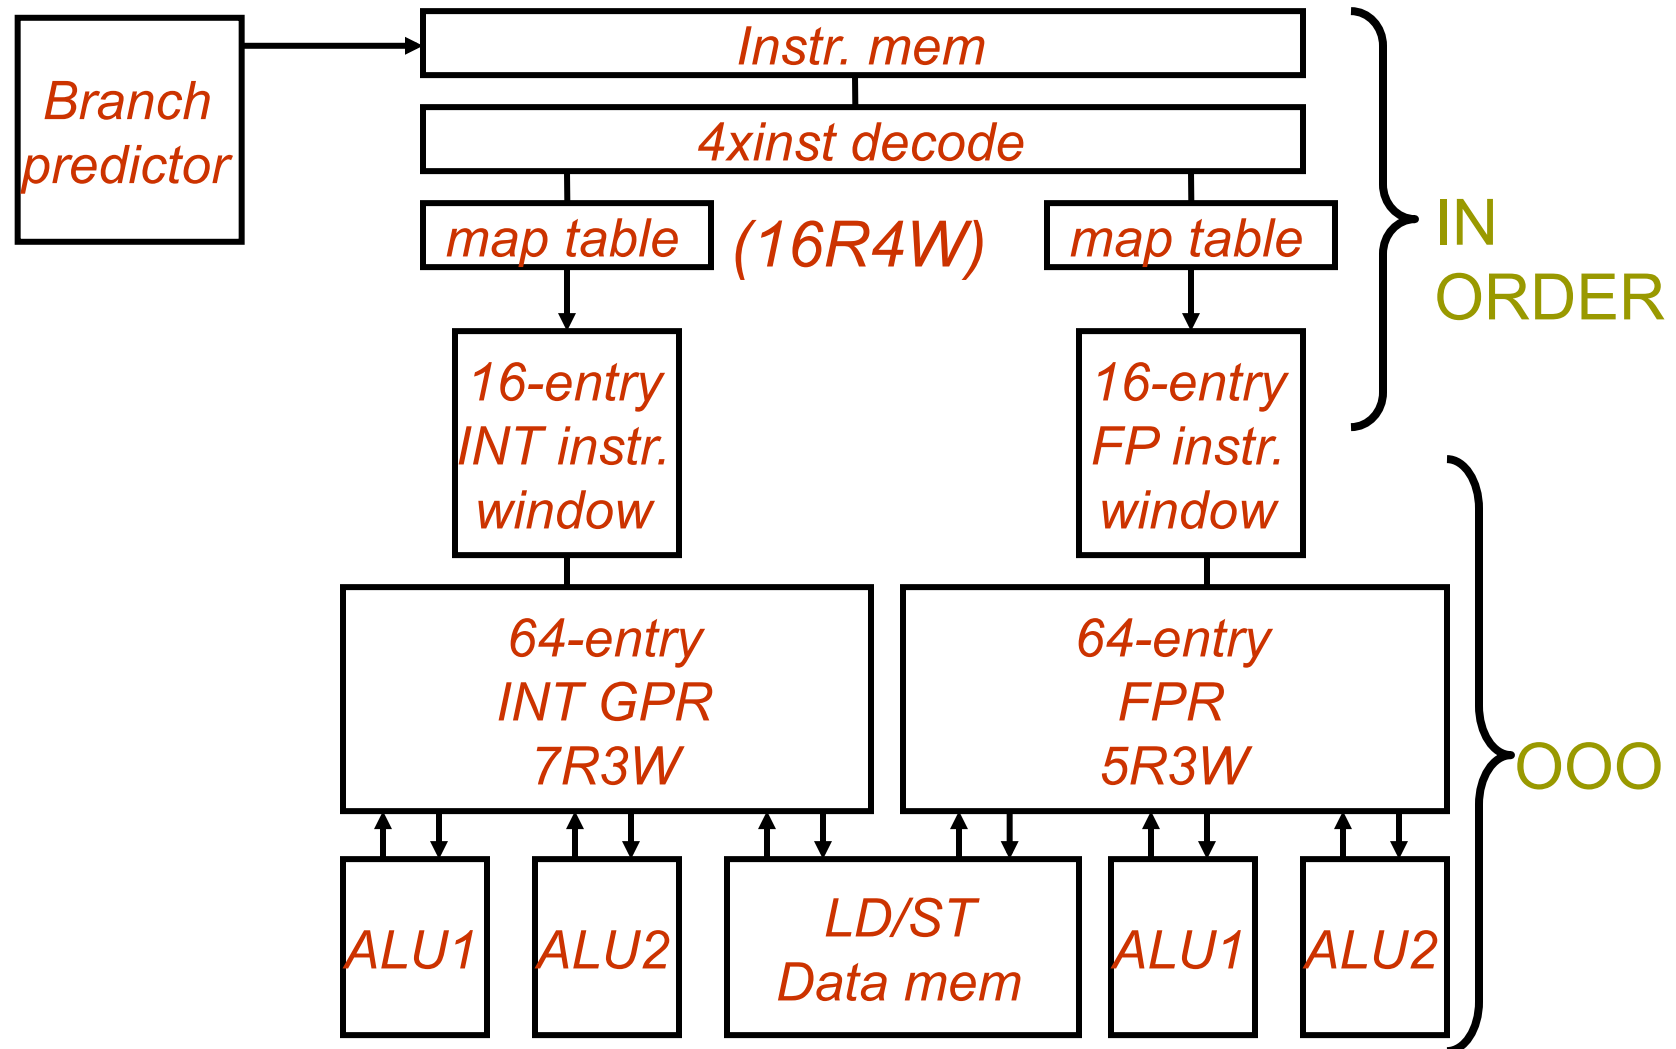 Instr. mem
Branch
predictor
4xinst decode
map table
(16R4W)
map table
IN
ORDER
16-entry
INT instr.
window
16-entry
FP instr.
window
64-entry
INT GPR
7R3W
64-entry
FPR
5R3W
OOO
ALU1
ALU2
LD/ST
Data mem
ALU1
ALU2